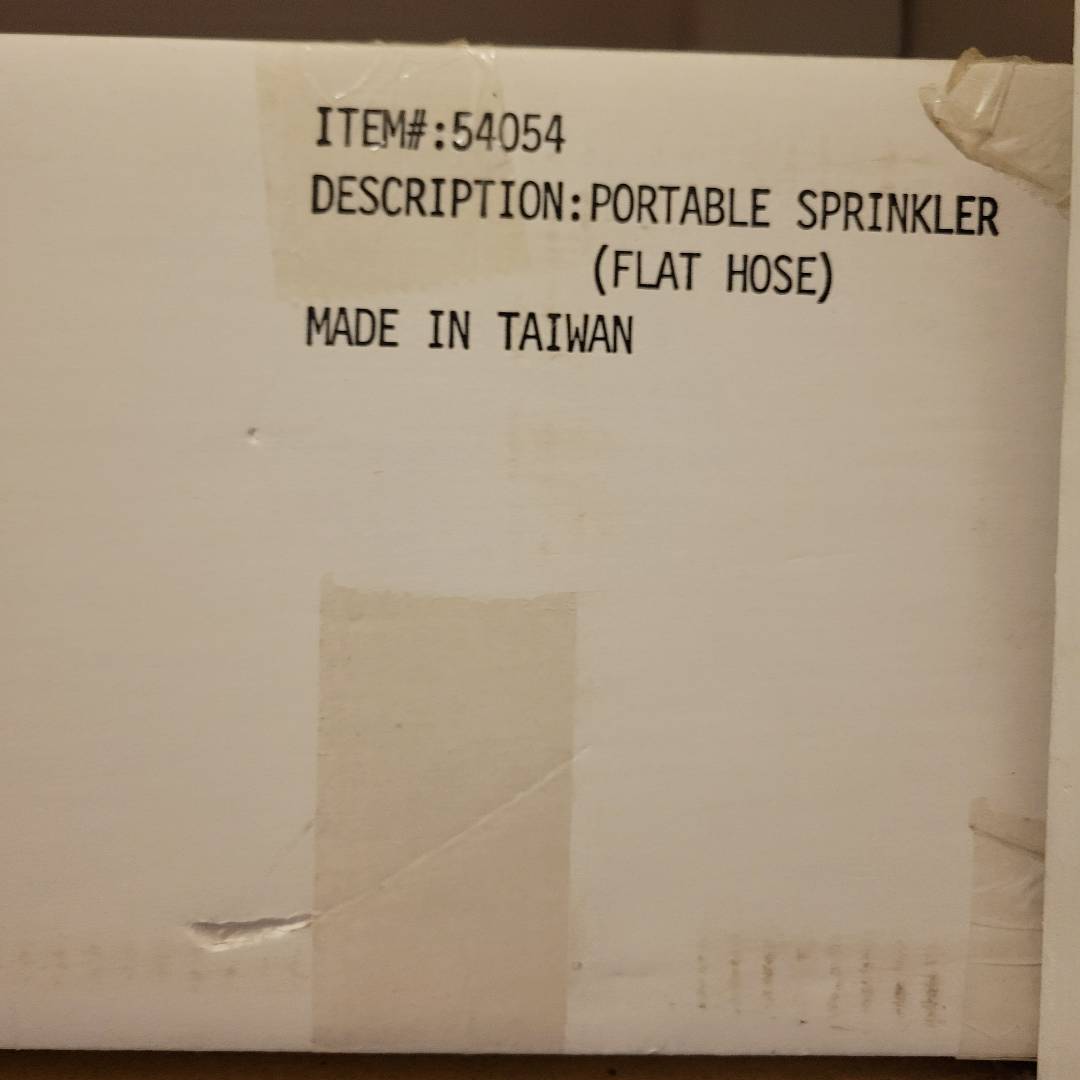 ITEM#:54054
DESCRIPTION:PORTABLE SPRINKLER
(FLAT HOSE)
MADE IN TAIWAN